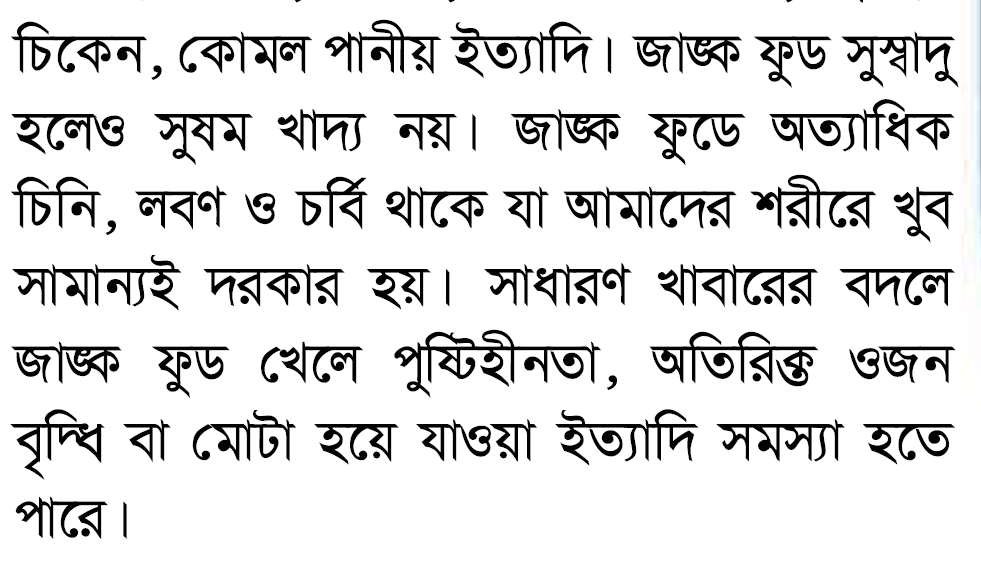 চিকেন, কোমল পানীয় ইত্যাদি। জাঙ্ক ফুড সুস্বাদু
হলেও সুষম খাদ্য নয়। জাঙ্ক ফুডে অত্যাধিক
চিনি, লবণ ও চর্বি থাকে যা আমাদের শরীরে খুব
সামান্যই দরকার হয়। সাধারণ খাবারের বদলে
জাঙ্ক ফুড খেলে পুষ্টিহীনতা, অতিরিক্ত ওজন
বৃদ্ধি বা মোটা হয়ে যাওয়া ইত্যাদি সমস্যা হতে
পারে।